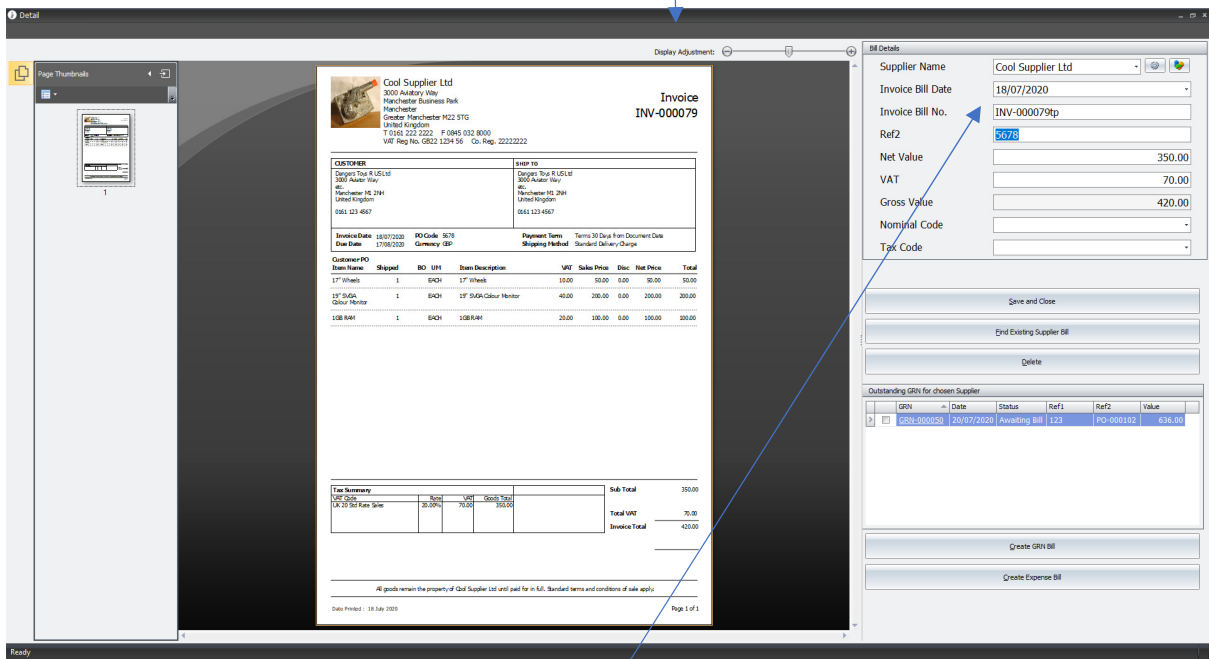 Detail
Display Adjustment:
Page Thumbnails
1
Cool Supplier Ltd
3000 Aviatory Way
Manchester Business Park
Manchester
Greater Manchester M22 5TG
United Kingdom
T 0161 222 2222 F 0845 032 8000
VAT Reg No. GB22 1234 56 Co. Reg. 22222222
Invoice
INV-000079
CUSTOMER SHIP TO
Dangers Toys R US Ltd Dangers Toys R US Ltd
3000 Aviator Way 3000 Aviator Way
etc. etc.
Manchester M1 2NH Manchester M1 2NH
United Kingdom United Kingdom
0161 123 4567 0161 123 4567
Invoice Date 18/07/2020 PO Code 5678 Payment Term Terms 30 Days from Document Date
Due Date 17/08/2020 Currency GBP Shipping Method Standard Delivery Charge
Customer PO
Item Name Shipped BO UM Item Description VAT Sales Price Disc Net Price Total
17" Wheels 1 EACH 17" Wheels 10.00 50.00 0.00 50.00 50.00
19" SVGA 1 EACH 19" SVGA Colour Monitor 40.00 200.00 0.00 200.00 200.00
Colour Monitor
1GB RAM 1 EACH 1GB RAM 20.00 100.00 0.00 100.00 100.00
Tax Summary
VAT Code Rate VAT Goods Total
UK 20 Std Rate Sales 20.00% 70.00 350.00
Sub Total 350.00
Total VAT 70.00
Invoice Total 420.00
All goods remain the property of Cool Supplier Ltd until paid for in full. Standard terms and conditions of sale apply.
Date Printed : 18 July 2020 Page 1 of 1
Bill Details
Supplier Name Cool Supplier Ltd
Invoice Bill Date 18/07/2020
Invoice Bill No. INV-000079tp
Ref2 5678
Net Value 350.00
VAT 70.00
Gross Value 420.00
Nominal Code
Tax Code
Save and Close
Find Existing Supplier Bill
Delete
Outstanding GRN for chosen Supplier
GRN Date Status Ref1 Ref2 Value
GRN-000050 20/07/2020 Awaiting Bill 123 PO-000102 636.00
Create GRN Bill
Create Expense Bill
Ready